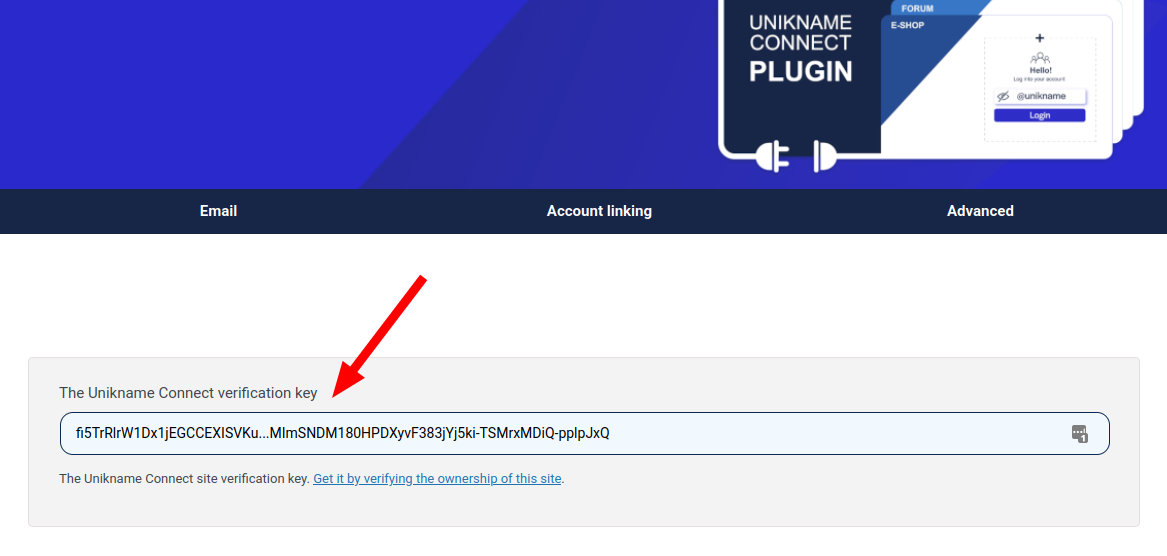 UNIKNAME
CONNECT
PLUGIN
FORUM
E-SHOP
+
Hello!
Log into your account
@unikname
Login
Email
Account linking
Advanced
The Unikname Connect verification key
fi5TrRlrW1Dx1jEGCCEXISVKu...MlmSNDM180HPDXyvF383jYj5ki-TSMrxMDiQ-pplpJxQ
1
The Unikname Connect site verification key. Get it by verifying the ownership of this site.